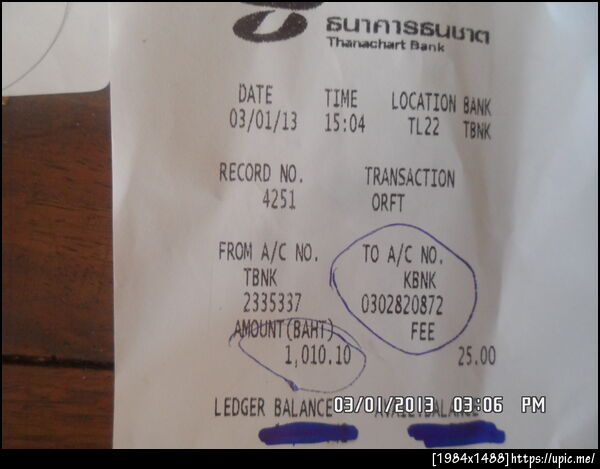 ธนาคารธนชาต
Thanachart Bank
DATE TIME LOCATION BANK
03/01/13 15:04 TL22 TBNK
RECORD NO. TRANSACTION
4251 ORFT
FROM A/C NO. TO A/C NO.
TBNK KBNK
2335337 0302820872
AMOUNT(BAHT) FEE
1,010.10 25.00
LEDGER BALANCE BALANCE
03/01/2013 03:06 PM
[1984x1488]https://upic.me/